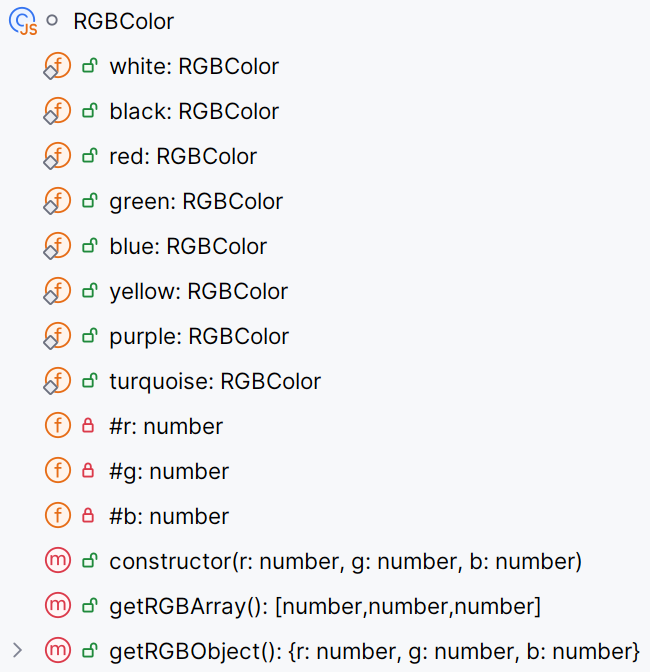 RGBColor
white: RGBColor
black: RGBColor
red: RGBColor
green: RGBColor
blue: RGBColor
yellow: RGBColor
purple: RGBColor
turquoise: RGBColor
#r: number
#g: number
#b: number
constructor(r: number, g: number, b: number)
getRGBArray(): [number,number,number]
getRGBObject(): {r: number, g: number, b: number}